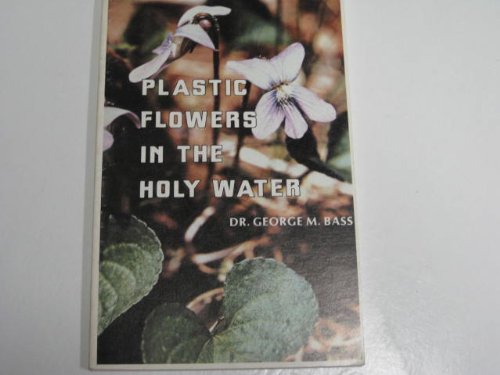 PLASTIC
FLOWERS
IN THE
HOLY WATER
DR. GEORGE M. BASS